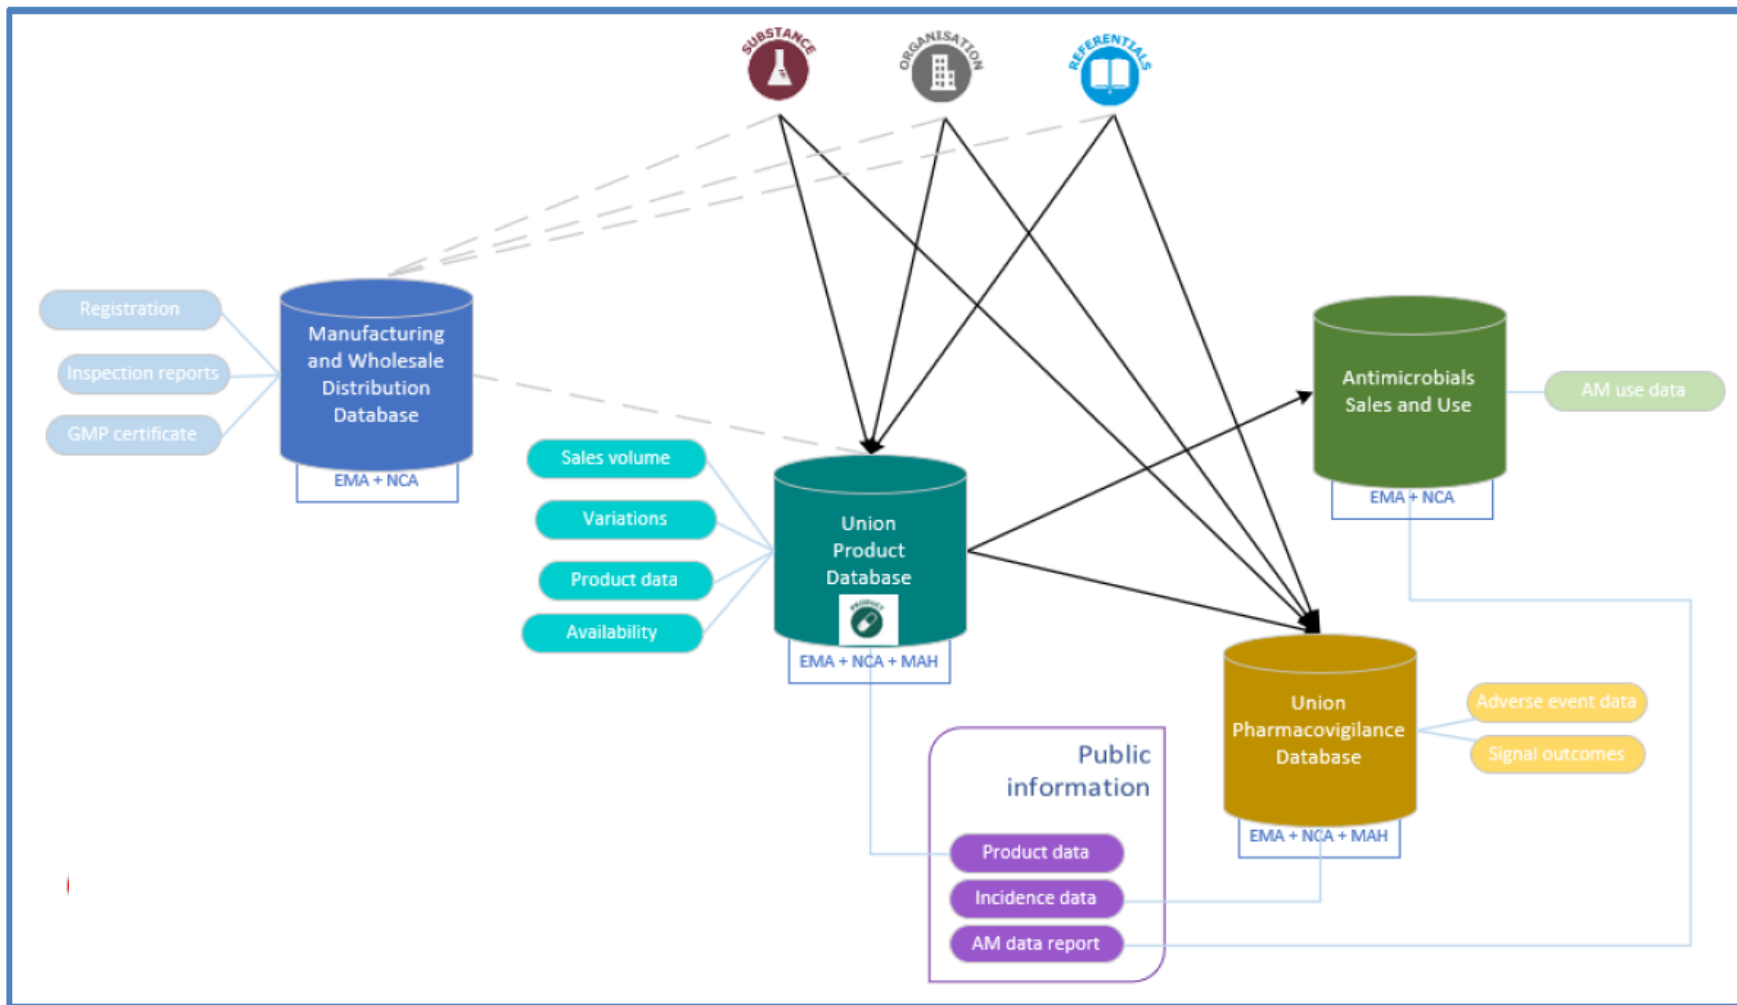 SUBSTANCE
ORGANISATION
REFERENTIALS
Registration
Inspection reports
GMP certificate
Manufacturing
and Wholesale
Distribution
Database
EMA + NCA
Sales volume
Variations
Product data
Availability
Union
Product
Database
PRODUCT
EMA + NCA + MAH
Antimicrobials
Sales and Use
EMA + NCA
AM use data
Union
Pharmacovigilance
Database
EMA + NCA + MAH
Adverse event data
Signal outcomes
Public
information
Product data
Incidence data
AM data report